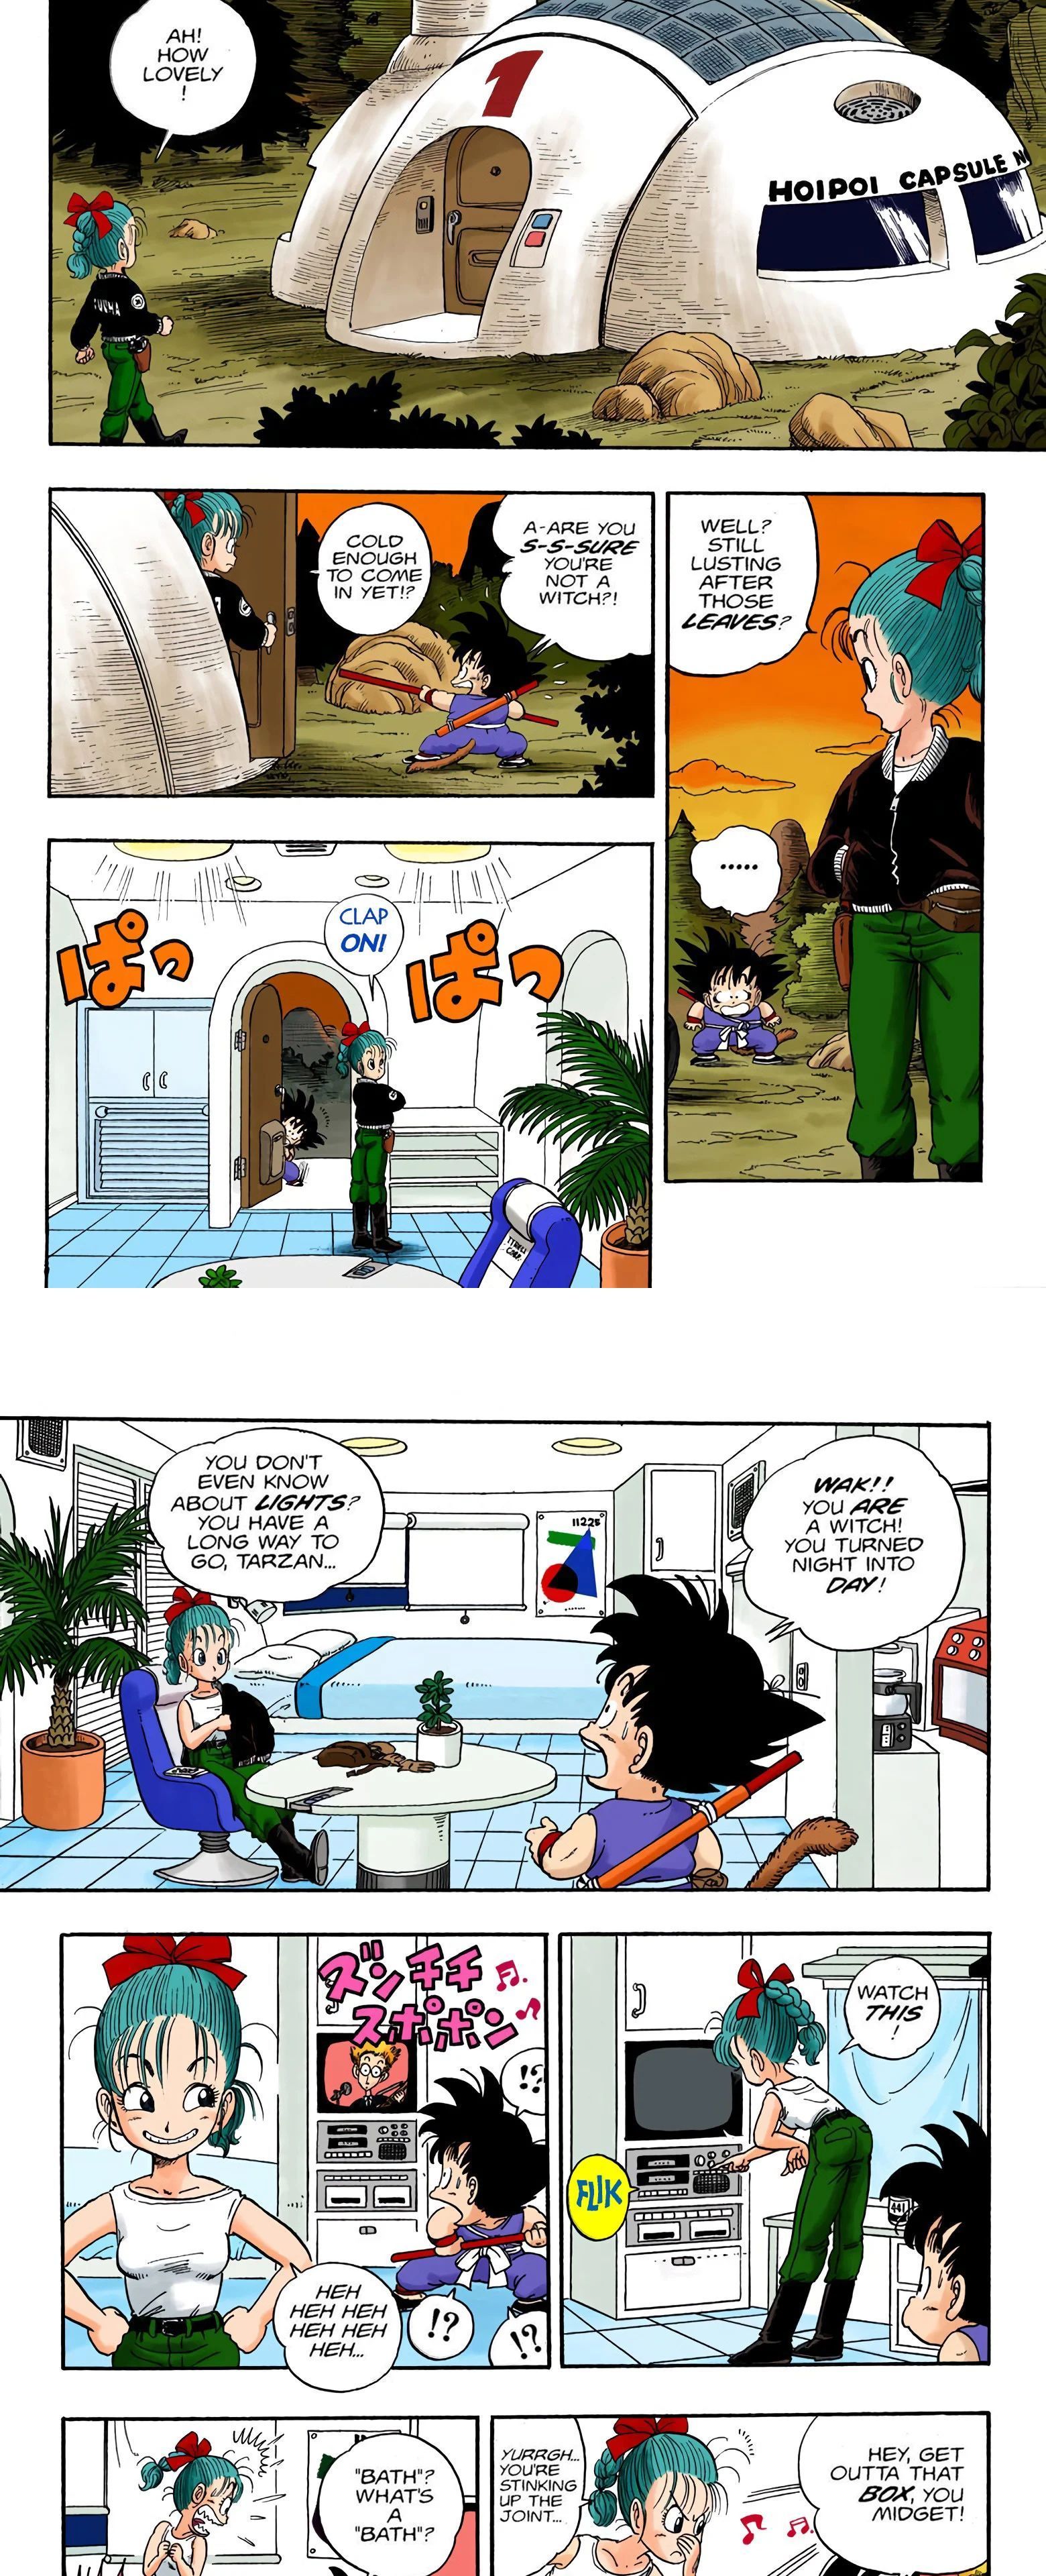 AH!
HOW
LOVELY
!
1
HOIPOI CAPSULE N
WELL?
STILL
LUSTING
AFTER
THOSE
LEAVES?
.....
A-ARE YOU
S-S-SURE
YOU'RE
NOT A
WITCH?!
COLD
ENOUGH
TO COME
IN YET!?
CLAP
ON!
ぱっ
ぱっ
WAK!!
YOU ARE
A WITCH!
YOU TURNED
NIGHT INTO
DAY!
YOU DON'T
EVEN KNOW
ABOUT LIGHTS?
YOU HAVE A
LONG WAY TO
GO, TARZAN...
11225
WATCH
THIS
!
FLIK
441
ズンチチ
スポポン
!?
!?
!?
HEH
HEH HEH
HEH HEH
HEH...
HEY, GET
OUTTA THAT
BOX, YOU
MIDGET!
YURRGH...
YOU'RE
STINKING
UP THE
JOINT...
"BATH"?
WHAT'S
A
"BATH"?